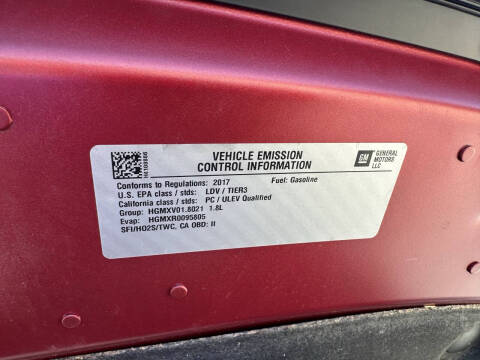 VEHICLE EMISSION
CONTROL INFORMATION
GM
GENERAL
MOTORS
LLC
Conforms to Regulations: 2017 Fuel: Gasoline
U.S. EPA class / stds: LDV / TIER3
California class / stds: PC / ULEV Qualified
Group: HGMXV01.8021 1.8L
Evap: HGMXR0095805
SFI/HO2S/TWC, CA OBD: II